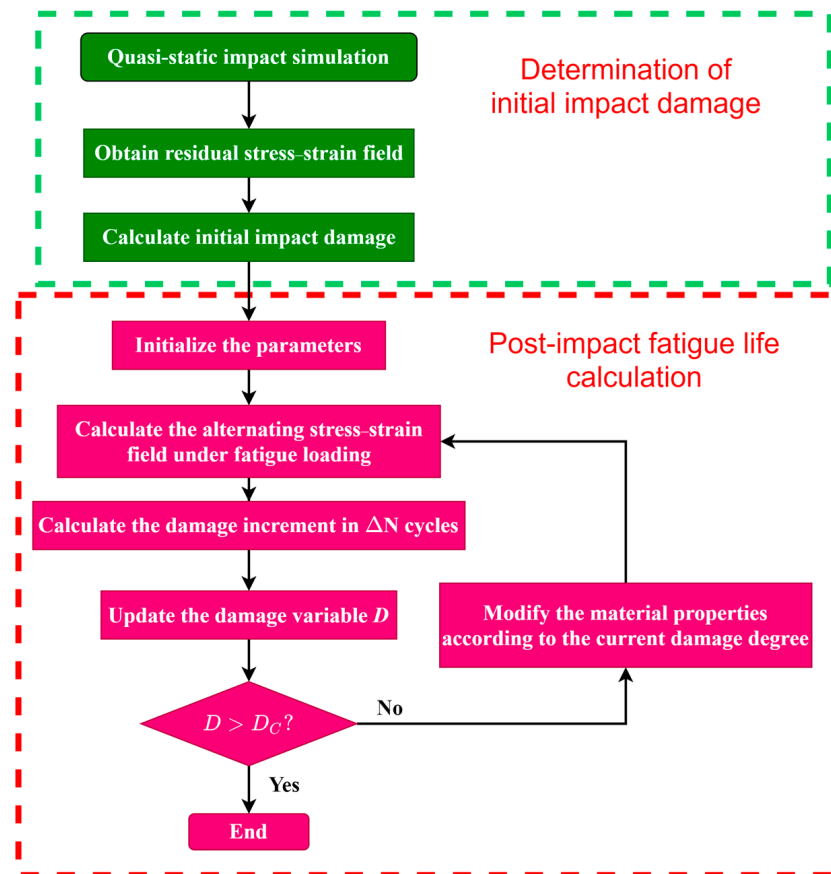 Quasi-static impact simulation
Determination of
initial impact damage
Obtain residual stress–strain field
Calculate initial impact damage
Initialize the parameters
Post-impact fatigue life
calculation
Calculate the alternating stress–strain
field under fatigue loading
Calculate the damage increment in ΔN cycles
Update the damage variable D
Modify the material properties
according to the current damage degree
D > D_C?
No
Yes
End